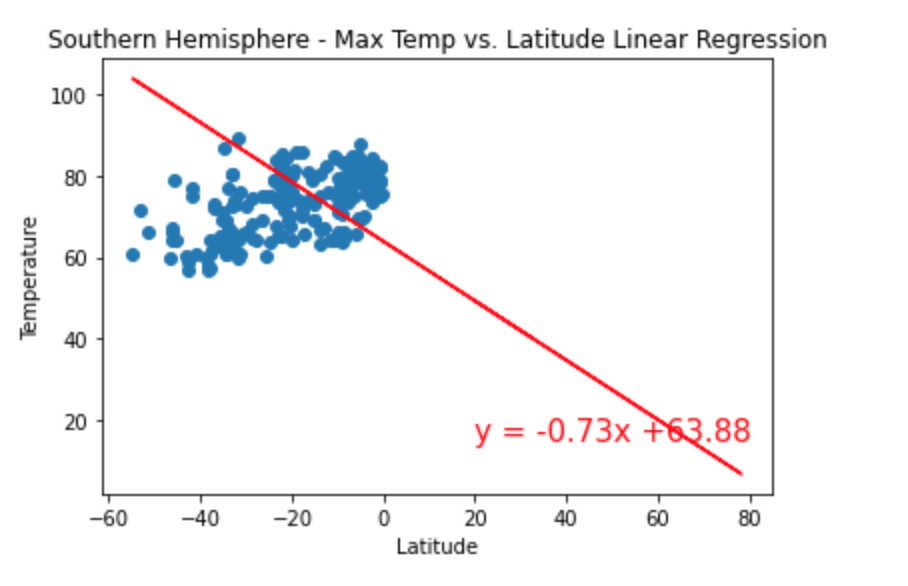 Southern Hemisphere - Max Temp vs. Latitude Linear Regression
100
80
60
40
20
Temperature
y = -0.73x +63.88
−60 −40 −20 0 20 40 60 80
Latitude